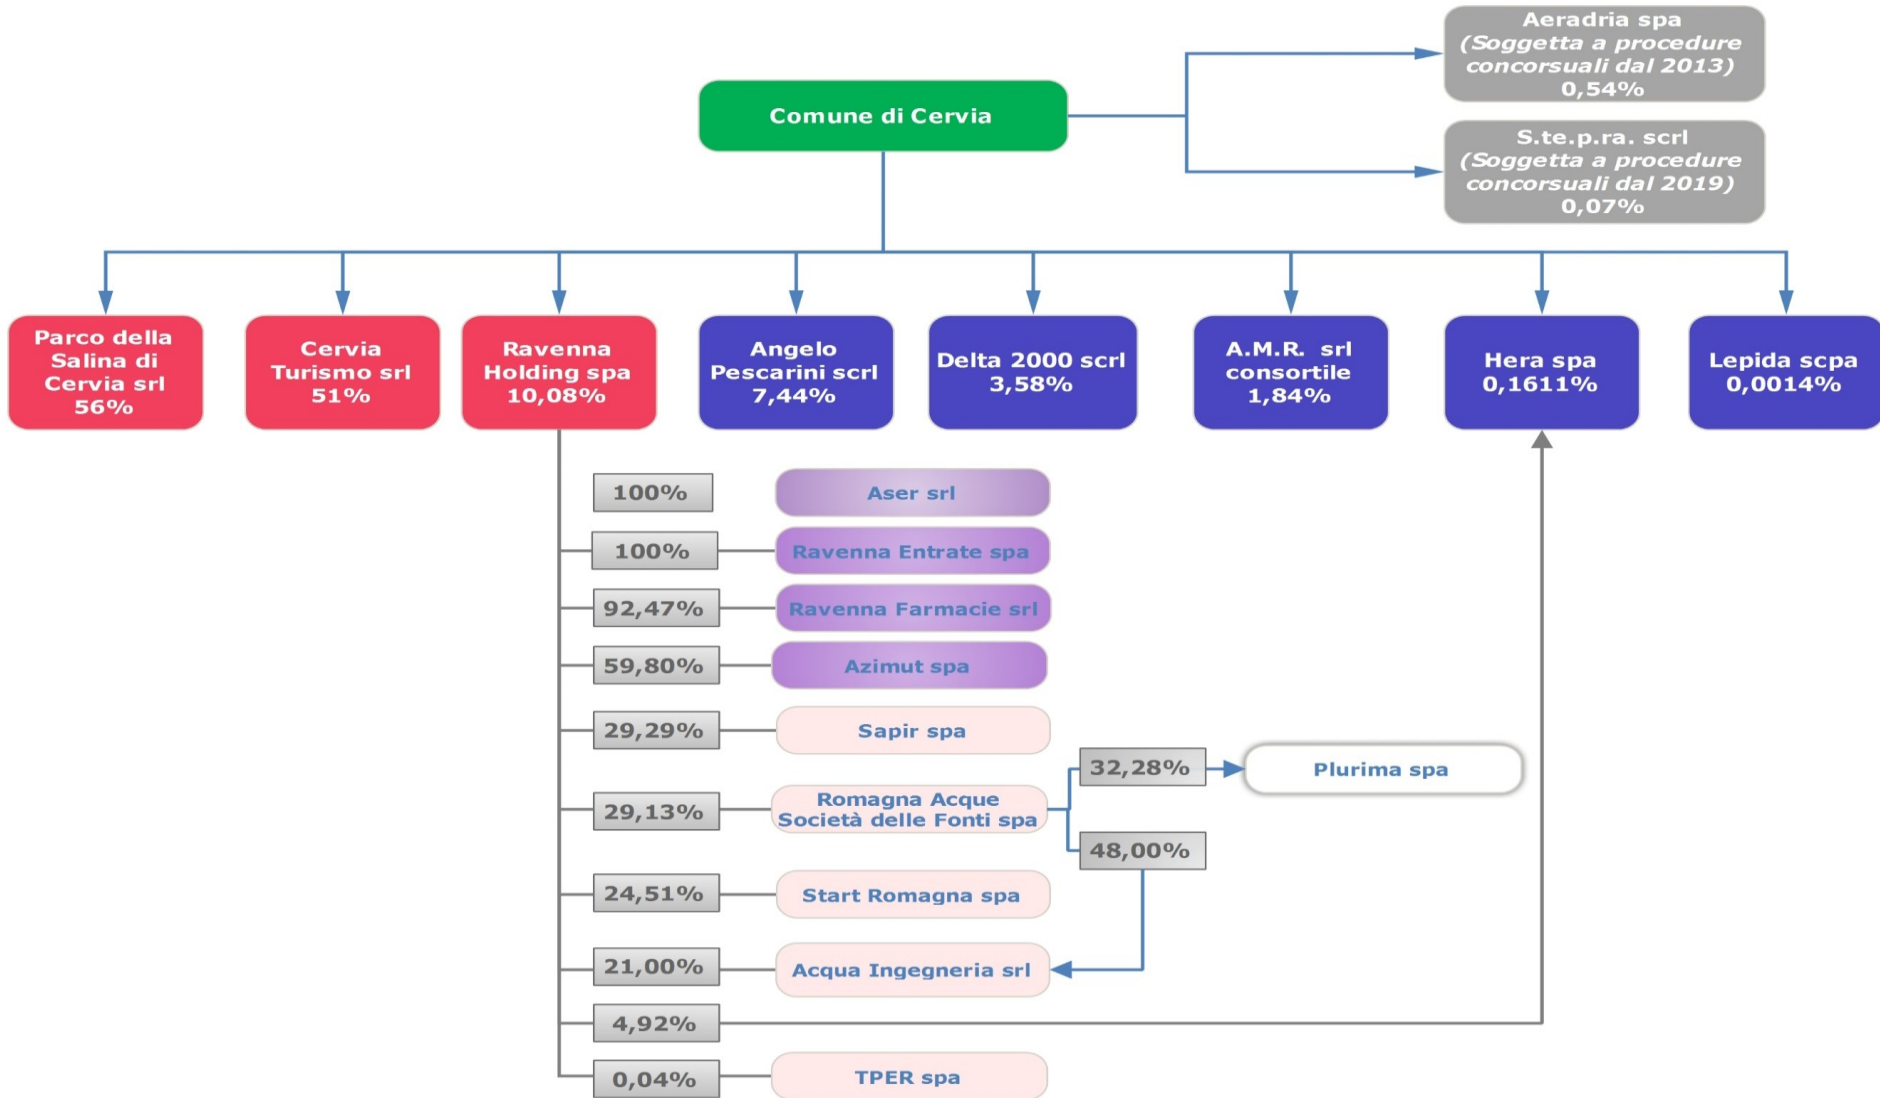 Aeradria spa
(Soggetta a procedure
concorsuali dal 2013)
0,54%
Comune di Cervia
S.te.p.ra. scrl
(Soggetta a procedure
concorsuali dal 2019)
0,07%
Parco della
Salina di
Cervia srl
56%
Cervia
Turismo srl
51%
Ravenna
Holding spa
10,08%
Angelo
Pescarini scrl
7,44%
Delta 2000 scrl
3,58%
A.M.R. srl
consortile
1,84%
Hera spa
0,1611%
Lepida scpa
0,0014%
100%
Aser srl
100%
Ravenna Entrate spa
92,47%
Ravenna Farmacie srl
59,80%
Azimut spa
29,29%
Sapir spa
32,28%
Plurima spa
29,13%
Romagna Acque
Società delle Fonti spa
48,00%
24,51%
Start Romagna spa
21,00%
Acqua Ingegneria srl
4,92%
0,04%
TPER spa